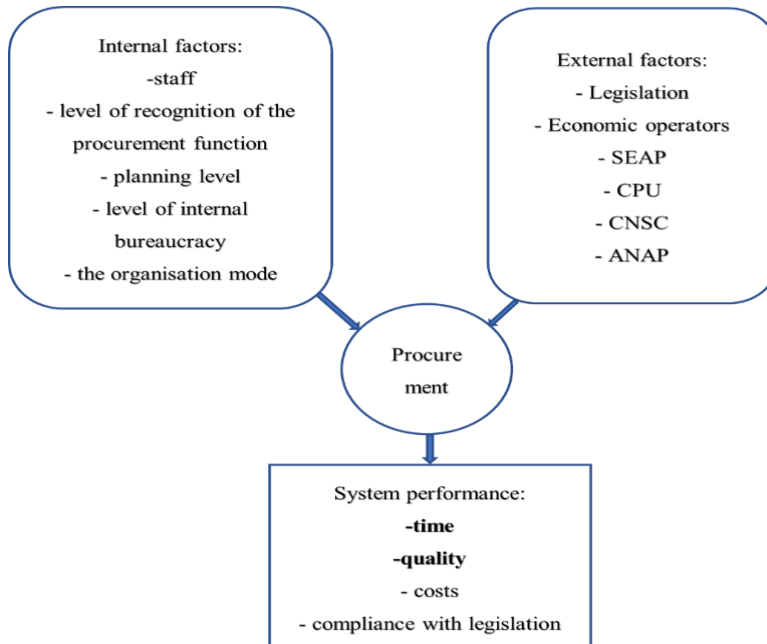 Internal factors:
-staff
- level of recognition of the
procurement function
- planning level
- level of internal
bureaucracy
- the organisation mode
External factors:
- Legislation
- Economic operators
- SEAP
- CPU
- CNSC
- ANAP
Procure
ment
System performance:
-time
-quality
- costs
- compliance with legislation